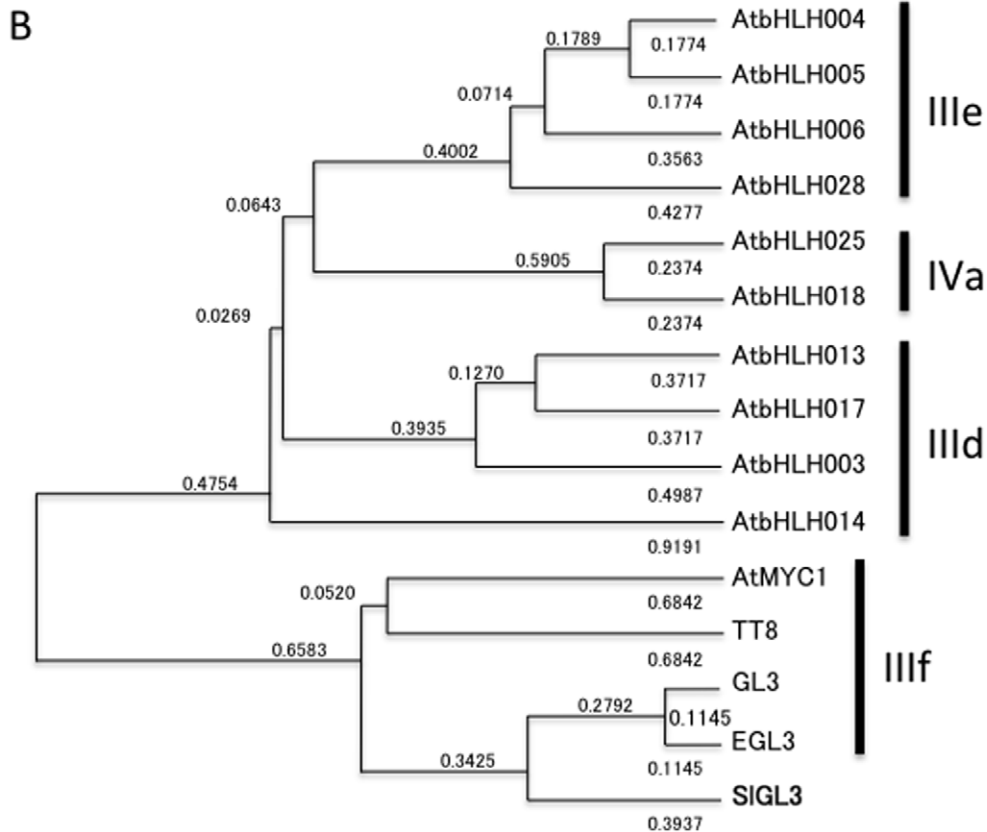 B
AtbHLH004
0.1789
0.1774
AtbHLH005
0.0714
0.1774
IIIe
AtbHLH006
0.4002
0.3563
AtbHLH028
0.0643
0.4277
AtbHLH025
0.5905
0.2374
IVa
AtbHLH018
0.0269
0.2374
AtbHLH013
0.1270
0.3717
AtbHLH017
0.3935
0.3717
IIId
AtbHLH003
0.4754
0.4987
AtbHLH014
0.9191
AtMYC1
0.0520
0.6842
TT8
0.6583
0.6842
IIIf
GL3
0.2792
0.1145
EGL3
0.3425
0.1145
SlGL3
0.3937